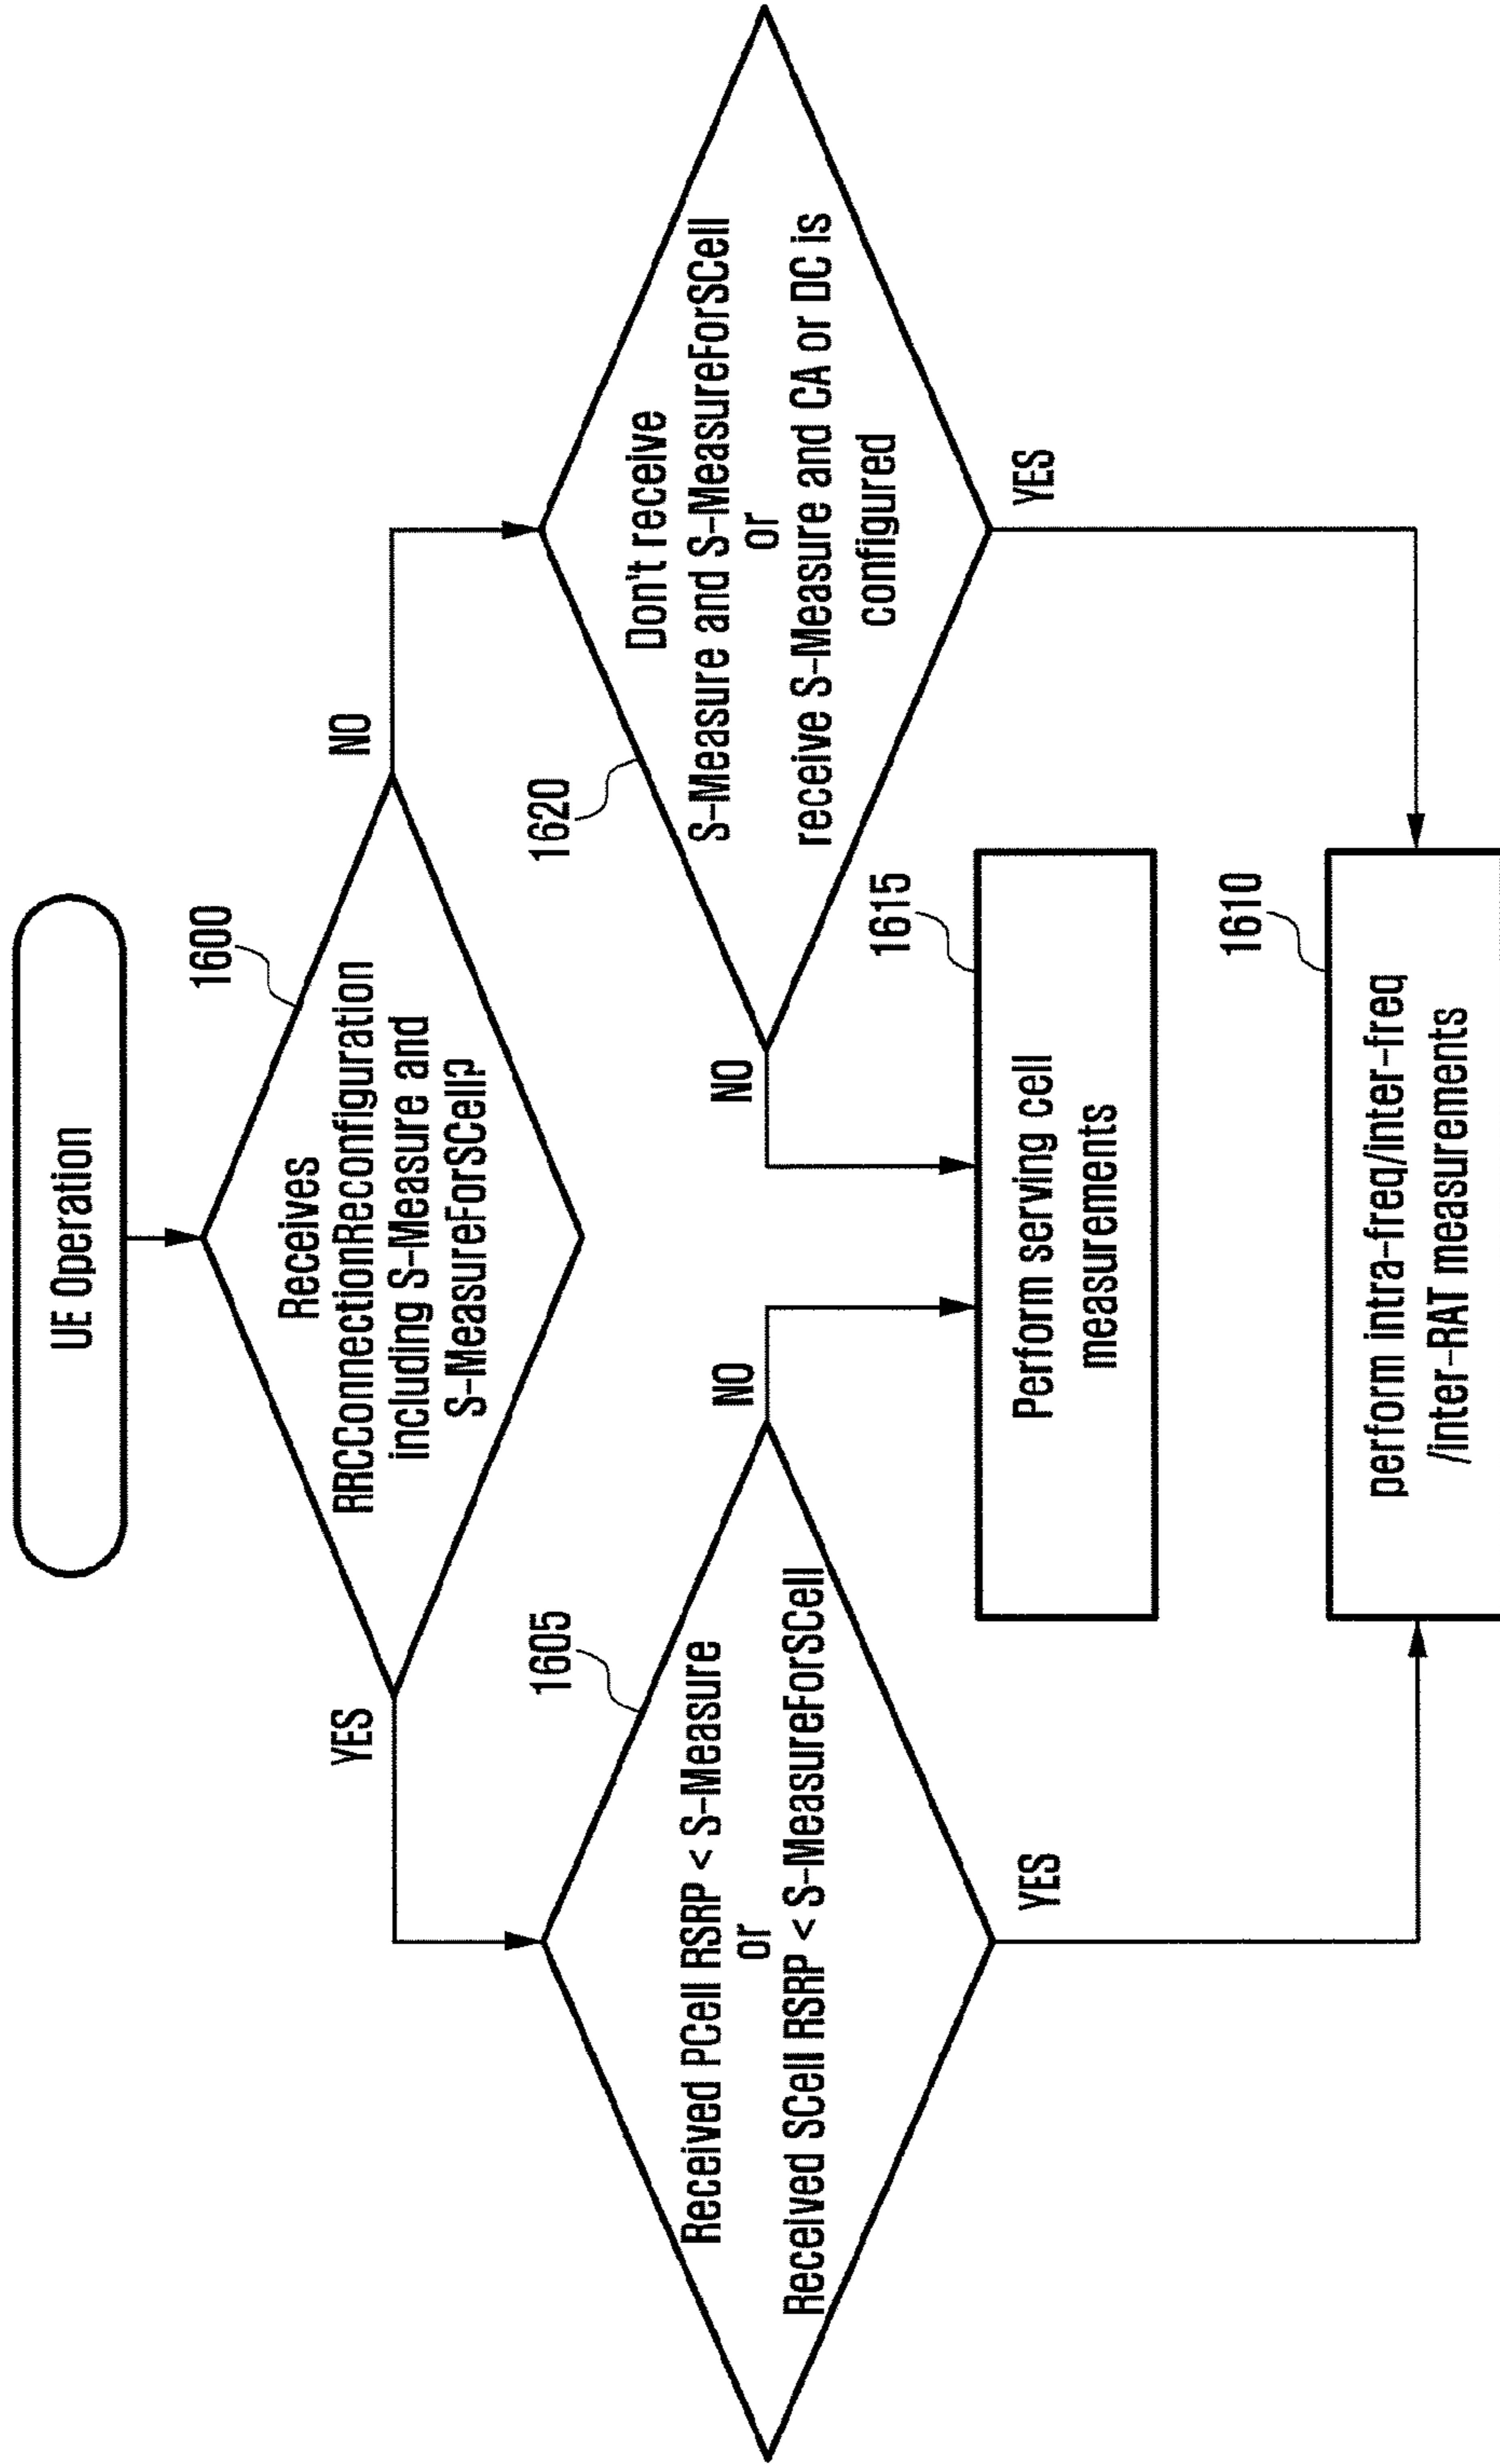 UE Operation
1600
Receives
RRCConnectionReconfiguration
including S-Measure and
S-MeasureForSCell?
YES
NO
1605
Received PCell RSRP < S-Measure
or
Received SCell RSRP < S-MeasureForSCell
NO
YES
1620
Don't receive
S-Measure and S-MeasureForSCell
or
receive S-Measure and CA or DC is
configured
NO
YES
1615
Perform serving cell
measurements
1610
perform intra-freq/inter-freq
/inter-RAT measurements